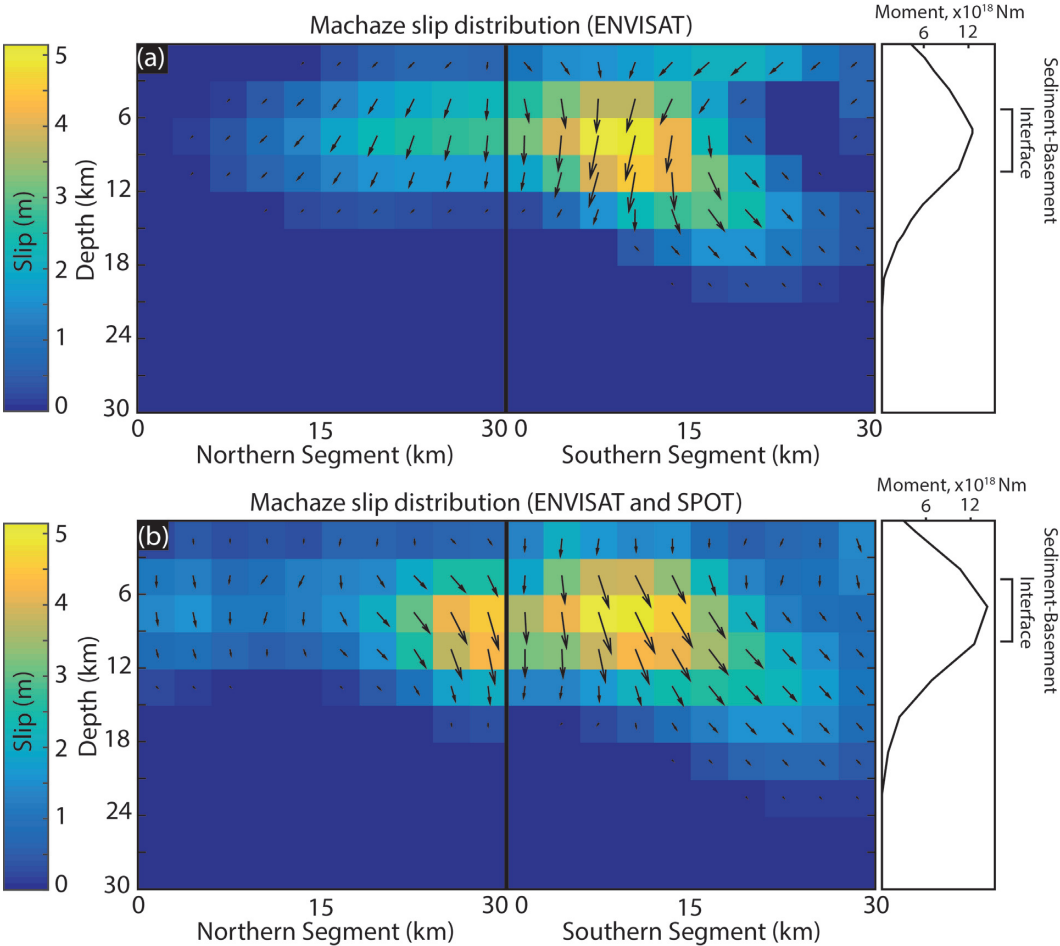 Machaze slip distribution (ENVISAT)
Moment, x10¹⁸ Nm
6 12
(a)
5
4
3
2
1
0
Slip (m)
Depth (km)
6
12
18
24
30
0 15 30 0 15 30
Northern Segment (km) Southern Segment (km)
Sediment-Basement
Interface
Machaze slip distribution (ENVISAT and SPOT)
Moment, x10¹⁸ Nm
6 12
(b)
5
4
3
2
1
0
Slip (m)
Depth (km)
6
12
18
24
30
0 15 30 0 15 30
Northern Segment (km) Southern Segment (km)
Sediment-Basement
Interface